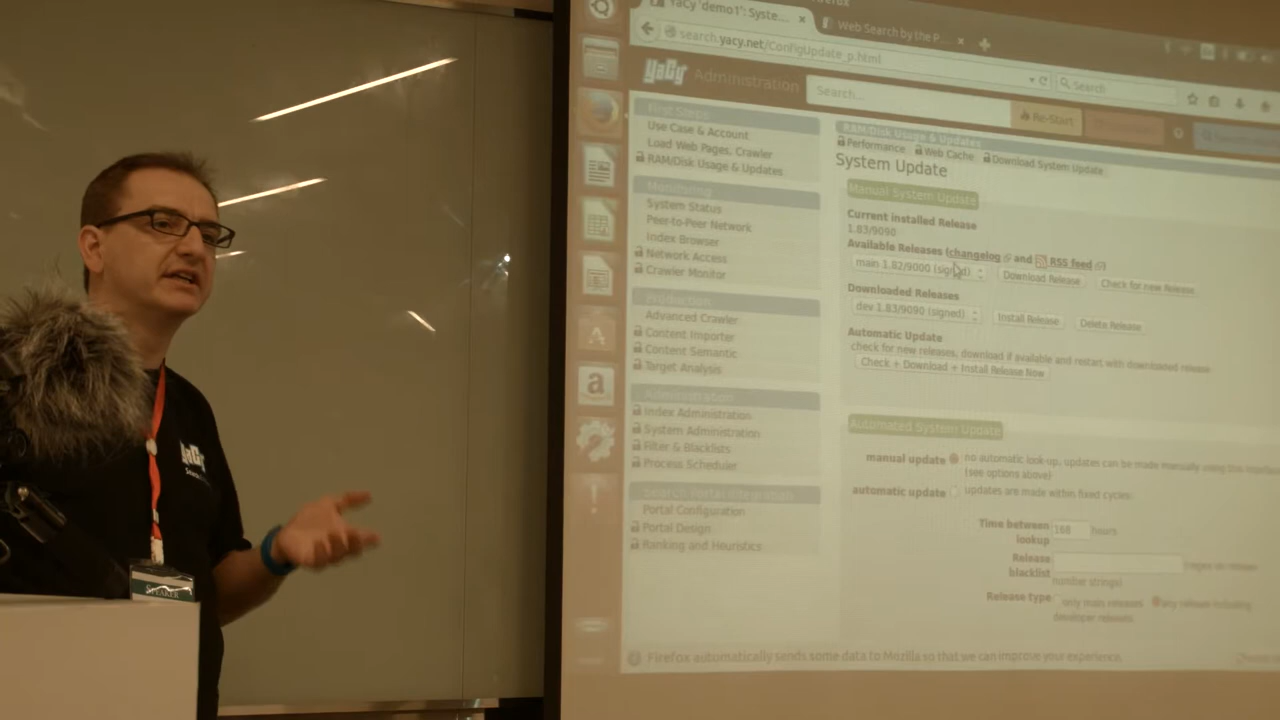 YaCy 'demo1': Syste...
Web Search by the P...
search.yacy.net/ConfigUpdate_p.html
Search
YaCy Administration
Search...
Re-Start
First Steps
Use Case & Account
Load Web Pages, Crawler
RAM/Disk Usage & Updates
Monitoring
System Status
Peer-to-Peer Network
Index Browser
Network Access
Crawler Monitor
Production
Advanced Crawler
Content Importer
Content Semantic
Target Analysis
Administration
Index Administration
System Administration
Filter & Blacklists
Process Scheduler
Search Portal Integration
Portal Configuration
Portal Design
Ranking and Heuristics
RAM/Disk Usage & Updates
Performance Web Cache Download System Update
System Update
Manual System Update
Current installed Release
1.83/9090
Available Releases (changelog and RSS feed )
main 1.82/9000 (signed) Download Release Check for new Release
Downloaded Releases
dev 1.83/9090 (signed) Install Release Delete Release
Automatic Update
check for new releases, download if available and restart with downloaded release
Check + Download + Install Release Now
Automated System Update
manual update no automatic look-up, updates can be made manually using this
(see options above)
automatic update updates are made within fixed cycles:
Time between lookup 168 hours
Release blacklist
number strings)
Release type only main releases any release including
developer releases
Firefox automatically sends some data to Mozilla so that we can improve your experience.
YaCy
SPEAKER